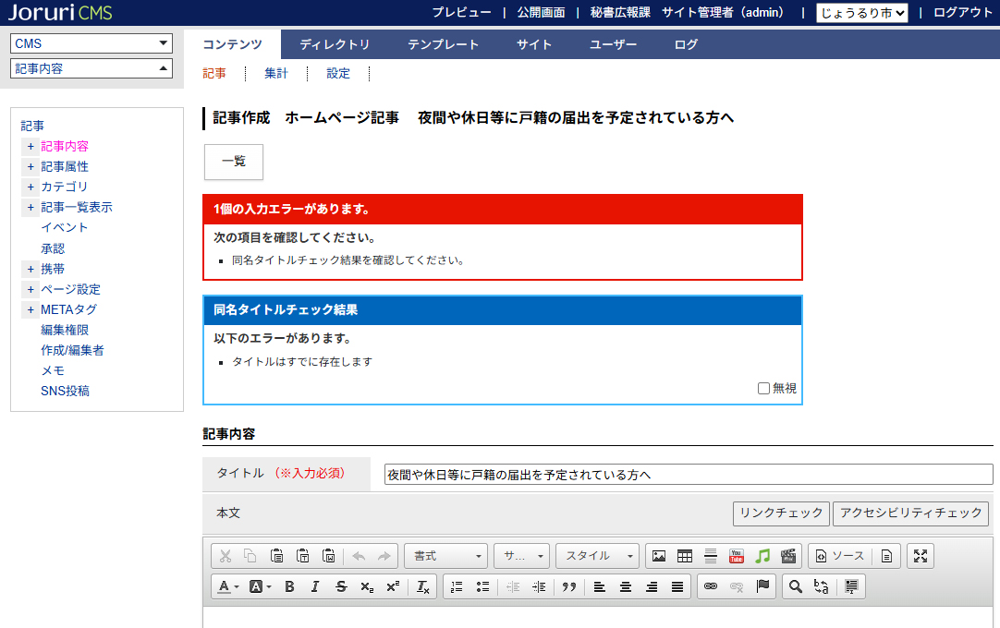 Joruri CMS
プレビュー | 公開画面 | 秘書広報課 サイト管理者（admin） | じょうるり市 | ログアウト
CMS
記事内容
コンテンツ ディレクトリ テンプレート サイト ユーザー ログ
記事 集計 設定
記事
+ 記事内容
+ 記事属性
+ カテゴリ
+ 記事一覧表示
イベント
承認
+ 携帯
+ ページ設定
+ METAタグ
編集権限
作成/編集者
メモ
SNS投稿
記事作成　ホームページ記事　夜間や休日等に戸籍の届出を予定されている方へ
一覧
1個の入力エラーがあります。
次の項目を確認してください。
同名タイトルチェック結果を確認してください。
同名タイトルチェック結果
以下のエラーがあります。
タイトルはすでに存在します
無視
記事内容
タイトル （※入力必須） 夜間や休日等に戸籍の届出を予定されている方へ
本文 リンクチェック アクセシビリティチェック
書式 サ... スタイル You Tube ソース
A A B I S x₂ x² Ix